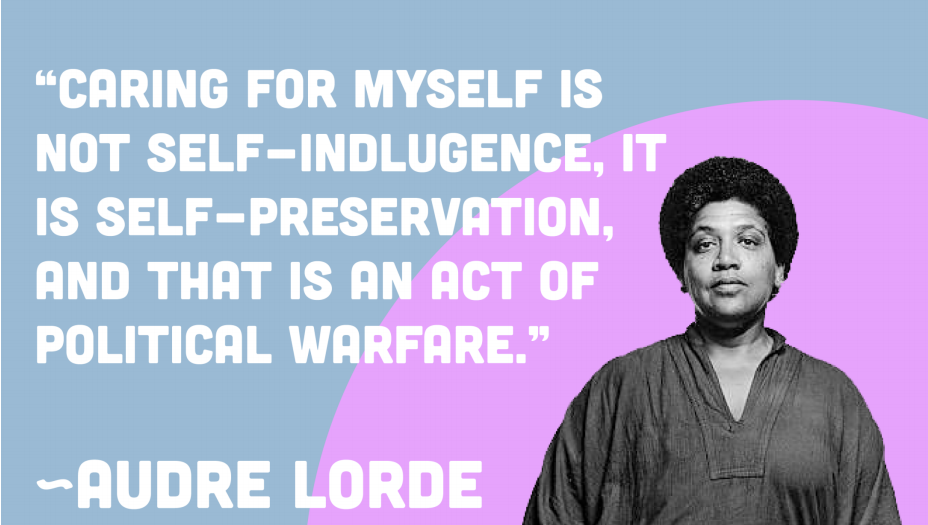 “CARING FOR MYSELF IS
NOT SELF–INDLUGENCE, IT
IS SELF–PRESERVATION,
AND THAT IS AN ACT OF
POLITICAL WARFARE.”
~AUDRE LORDE